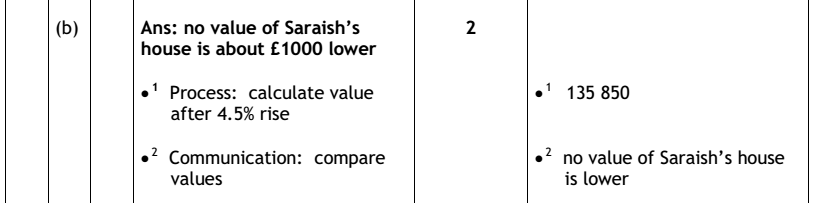 (b) Ans: no value of Saraish’s 2
house is about £1000 lower
•¹ Process: calculate value •¹ 135 850
after 4.5% rise
•² Communication: compare •² no value of Saraish’s house
values is lower